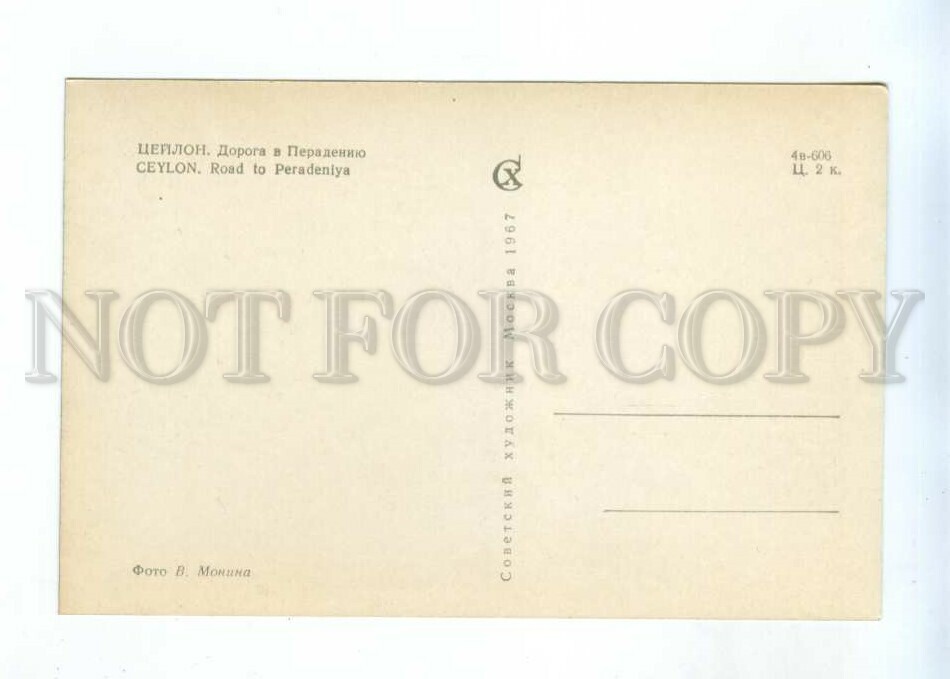 ЦЕЙЛОН. Дорога в Перадению
CEYLON. Road to Peradeniya
СХ
4в-606
Ц. 2 к.
Советский художник Москва 1967
NOT FOR COPY
Фото В. Монина